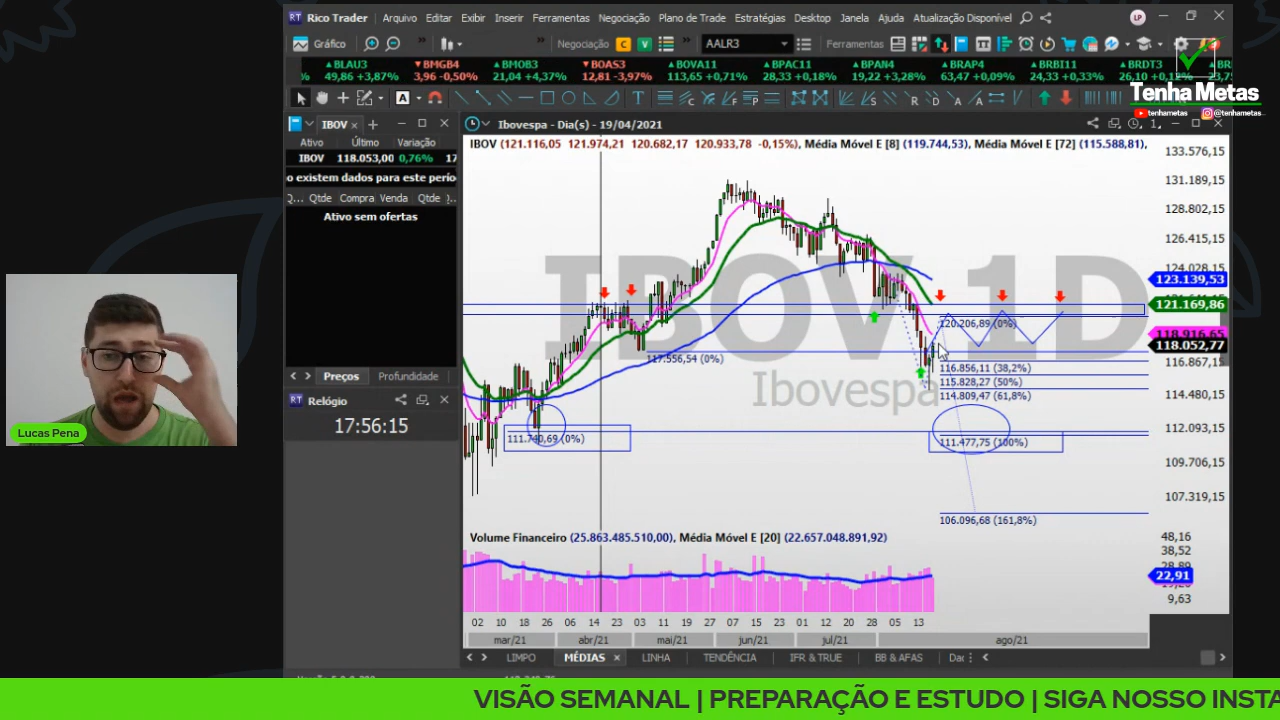 Rico Trader Arquivo Editar Exibir Inserir Ferramentas Negociação Plano de Trade Estratégias Desktop Janela Ajuda Atualização Disponível LP
Gráfico Negociação C V AALR3 Ferramentas
BLAU3 BMGB4 BMOB3 BOAS3 BOVA11 BPAC11 BPAN4 BRAP4 BRBI11 BRDT3
49,86 +3,87% 3,96 -0,50% 21,04 +4,37% 12,81 -3,97% 113,65 +0,71% 28,33 +0,18% 19,22 +3,28% 63,47 +0,09% 24,33 +0,33%
Tenha Metas
tenhametas @tenhametas
IBOV
Ibovespa - Dia(s) - 19/04/2021
Ativo Último Variação
IBOV 118.053,00 0,76% 17
o existem dados para este perío
Q... Qtde Compra Venda Qtde
Ativo sem ofertas
Preços Profundidade
Relógio
17:56:15
IBOV (121.116,05 121.974,21 120.682,17 120.933,78 -0,15%), Média Móvel E [8] (119.744,53), Média Móvel E [72] (115.588,81),
IBOV 1D
Ibovespa
133.576,15
131.189,15
128.802,15
126.415,15
124.028,15
123.139,53
121.169,86
118.916,65
118.052,77
116.867,15
114.480,15
112.093,15
109.706,15
107.319,15
120.206,89 (0%)
117.556,54 (0%)
116.856,11 (38,2%)
115.828,27 (50%)
114.809,47 (61,8%)
111.740,69 (0%)
111.477,75 (100%)
106.096,68 (161,8%)
Volume Financeiro (25.863.485.510,00), Média Móvel E [20] (22.657.048.891,92)
48,16
38,52
28,89
22,91
9,63
02 10 18 26 06 14 23 03 11 19 27 07 15 23 01 12 20 28 05 13
mar/21 abr/21 mai/21 jun/21 jul/21 ago/21
LIMPO MÉDIAS LINHA TENDÊNCIA IFR & TRUE BB & AFAS
Lucas Pena
VISÃO SEMANAL | PREPARAÇÃO E ESTUDO | SIGA NOSSO INSTA